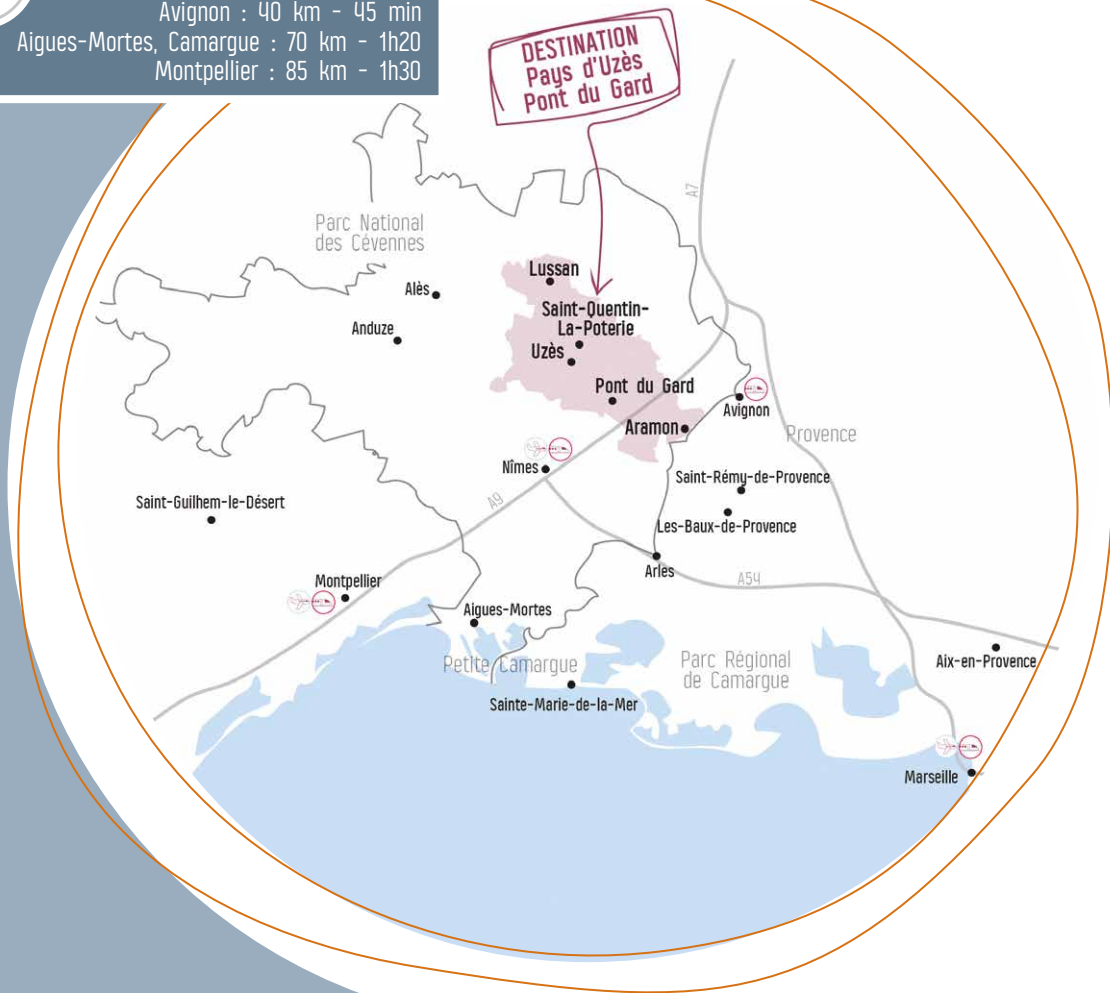 Avignon : 40 km - 45 min
Aigues-Mortes, Camargue : 70 km - 1h20
Montpellier : 85 km - 1h30
DESTINATION
Pays d'Uzès
Pont du Gard
A7
Parc National
des Cévennes
Lussan
Alès
Saint-Quentin-
La-Poterie
Anduze
Uzès
Pont du Gard
Avignon
Aramon
Provence
Nîmes
Saint-Rémy-de-Provence
A9
Saint-Guilhem-le-Désert
Les-Baux-de-Provence
Arles
A54
Montpellier
Aigues-Mortes
Petite Camargue
Parc Régional
de Camargue
Aix-en-Provence
Sainte-Marie-de-la-Mer
Marseille